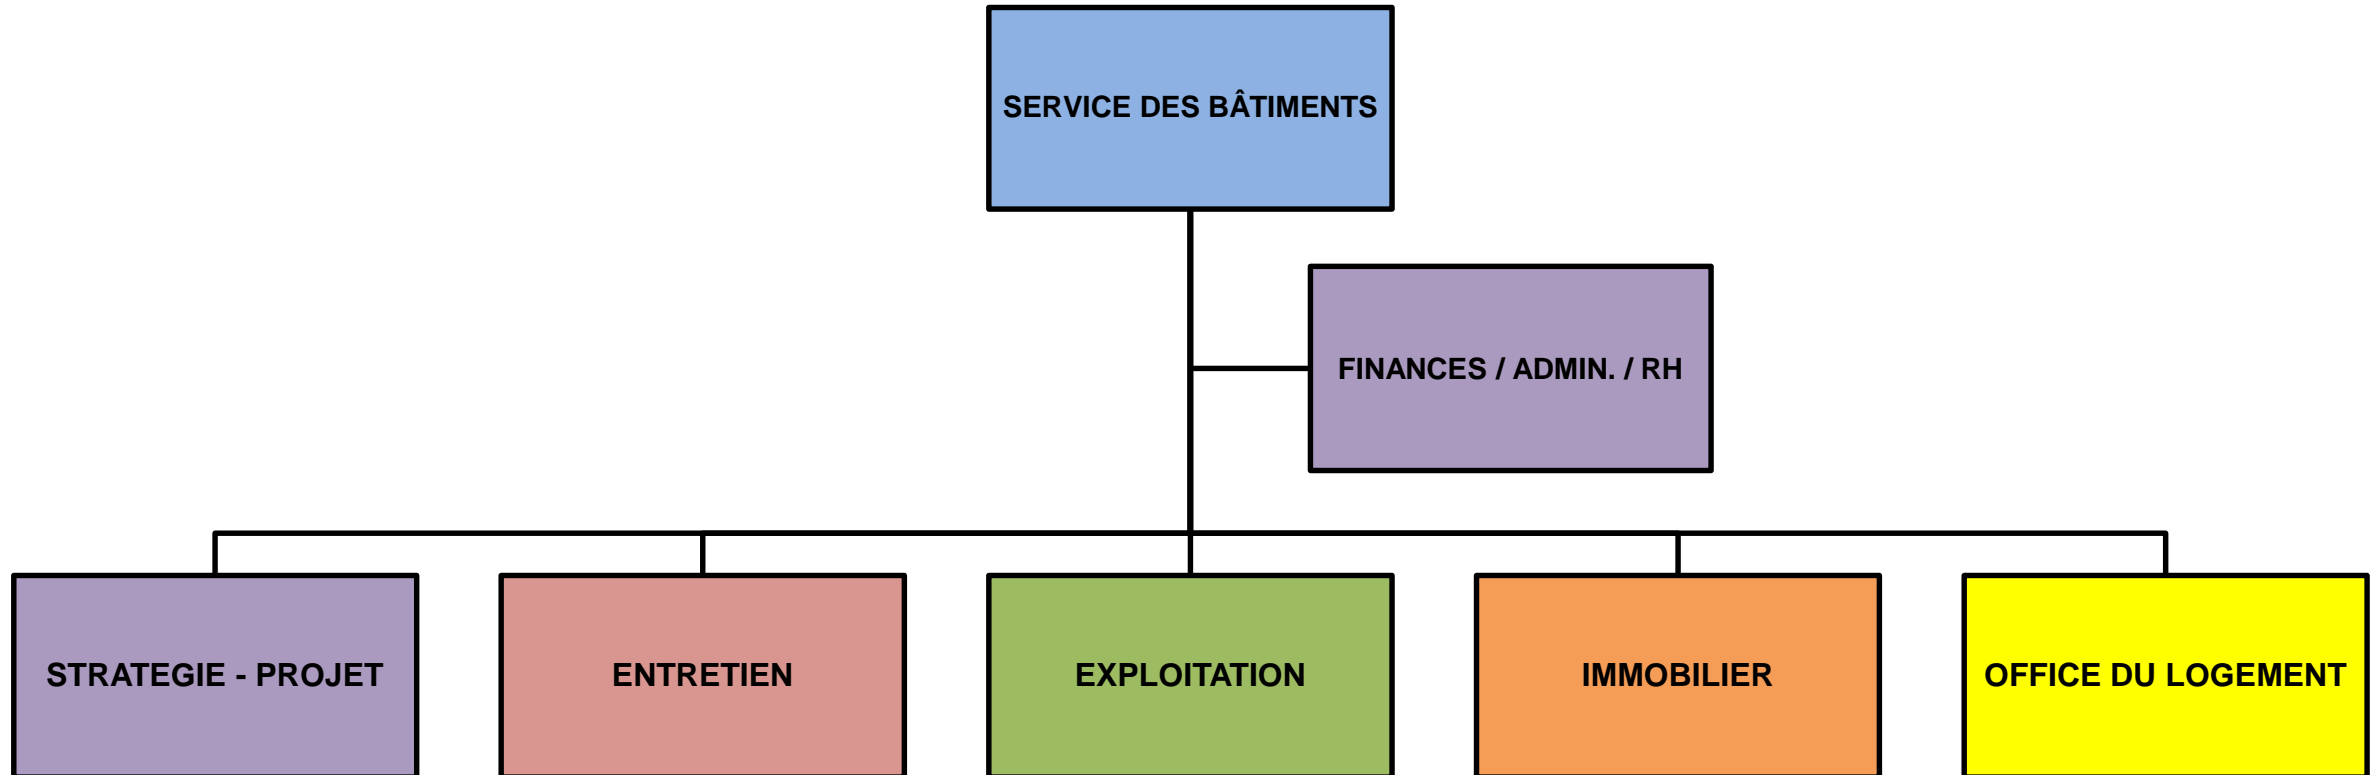 SERVICE DES BÂTIMENTS
FINANCES / ADMIN. / RH
STRATEGIE - PROJET
ENTRETIEN
EXPLOITATION
IMMOBILIER
OFFICE DU LOGEMENT